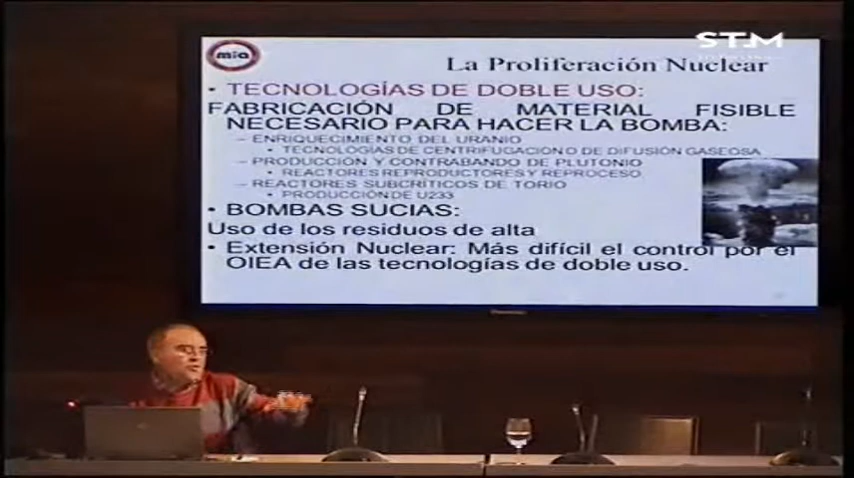 STM
mia
La Proliferación Nuclear
• TECNOLOGÍAS DE DOBLE USO:
FABRICACIÓN DE MATERIAL FISIBLE
NECESARIO PARA HACER LA BOMBA:
– ENRIQUECIMIENTO DEL URANIO
• TECNOLOGIAS DE CENTRIFUGACION O DE DIFUSIÓN GASEOSA
– PRODUCCIÓN Y CONTRABANDO DE PLUTONIO
• REACTORES REPRODUCTORES Y REPROCESO
– REACTORES SUBCRÍTICOS DE TORIO
• PRODUCCIÓN DE U233
• BOMBAS SUCIAS:
Uso de los residuos de alta
• Extensión Nuclear: Más difícil el control por el
OIEA de las tecnologías de doble uso.